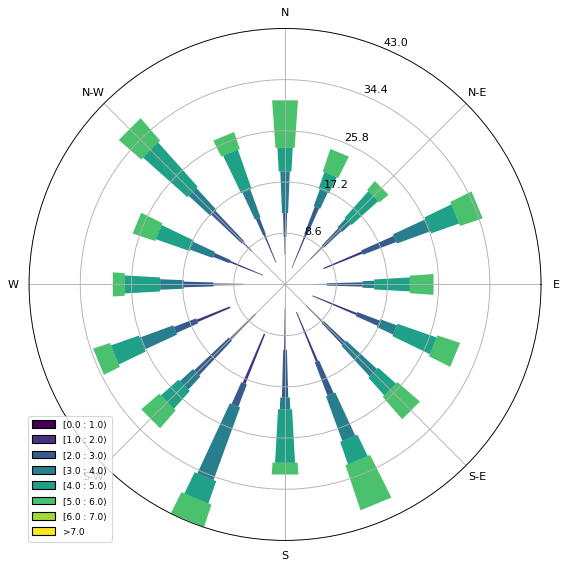 N
43.0
N-W
34.4
N-E
25.8
17.2
8.6
W
E
[0.0 : 1.0)
[1.0 : 2.0)
[2.0 : 3.0)
[3.0 : 4.0)
[4.0 : 5.0)
S-W
S-E
[5.0 : 6.0)
[6.0 : 7.0)
>7.0
S